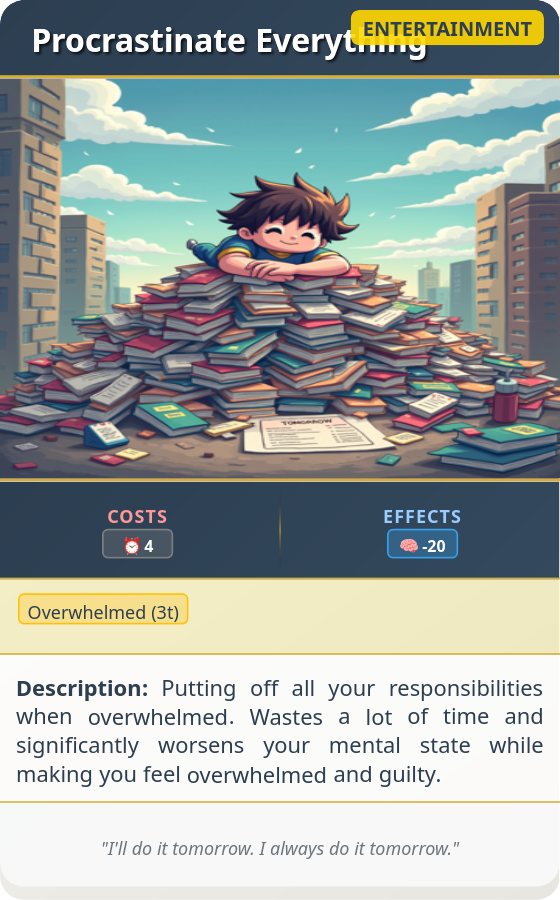 Procrastinate Everything
ENTERTAINMENT
TOMORROW
COSTS
EFFECTS
⏰ 4
🧠 -20
Overwhelmed (3t)
Description: Putting off all your responsibilities
when overwhelmed. Wastes a lot of time and
significantly worsens your mental state while
making you feel overwhelmed and guilty.
"I'll do it tomorrow. I always do it tomorrow."